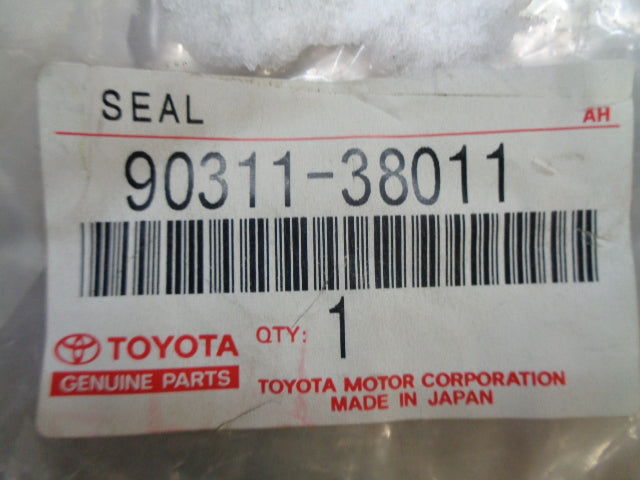 SEAL
AH
90311-38011
QTY: 1
TOYOTA
GENUINE PARTS
TOYOTA MOTOR CORPORATION
MADE IN JAPAN